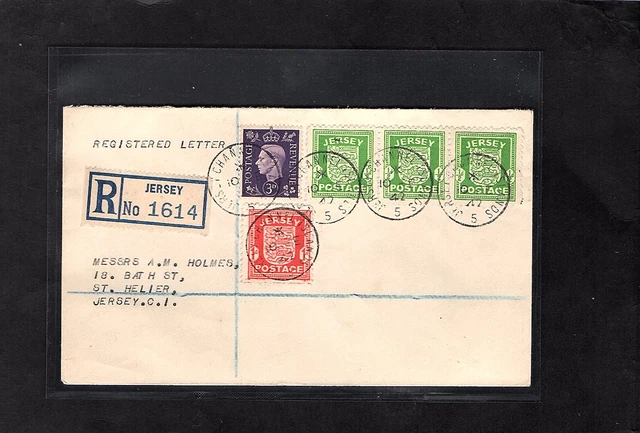 REGISTERED LETTER.
R
JERSEY
No 1614
POSTAGE
REVENUE
3D
JERSEY
POSTAGE
JERSEY
POSTAGE
JERSEY
POSTAGE
JERSEY
POSTAGE
MESSRS A.M. HOLMES,
18. BATH ST,
ST. HELIER,
JERSEY.C.I.